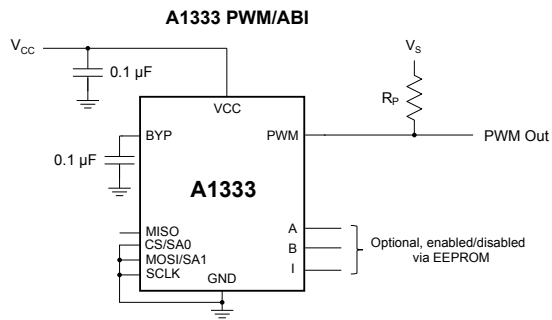 A1333 PWM/ABI
VCC
VS
0.1 µF
RP
VCC
BYP
PWM
PWM Out
0.1 µF
A1333
MISO
CS/SA0
MOSI/SA1
SCLK
GND
A
B
I
Optional, enabled/disabled
via EEPROM